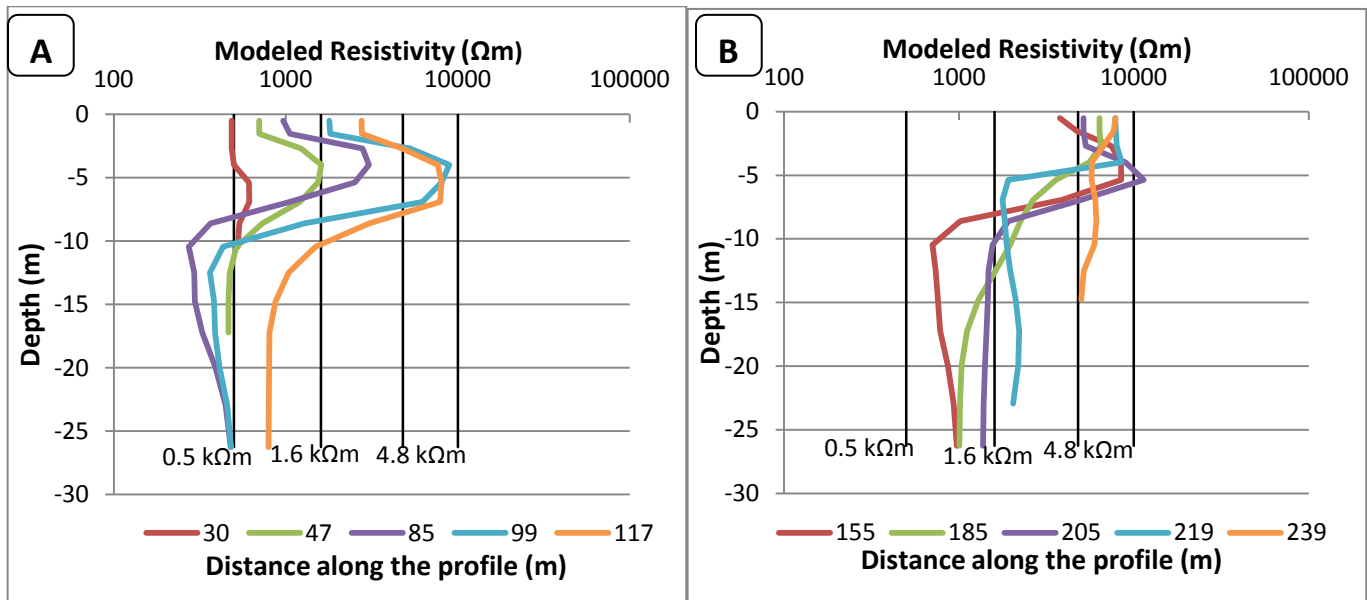 A
Modeled Resistivity (Ωm)
100 1000 10000 100000
0
-5
-10
-15
-20
-25
-30
Depth (m)
0.5 kΩm 1.6 kΩm 4.8 kΩm
30 47 85 99 117
Distance along the profile (m)
B
Modeled Resistivity (Ωm)
100 1000 10000 100000
0
-5
-10
-15
-20
-25
-30
Depth (m)
0.5 kΩm 1.6 kΩm 4.8 kΩm
155 185 205 219 239
Distance along the profile (m)